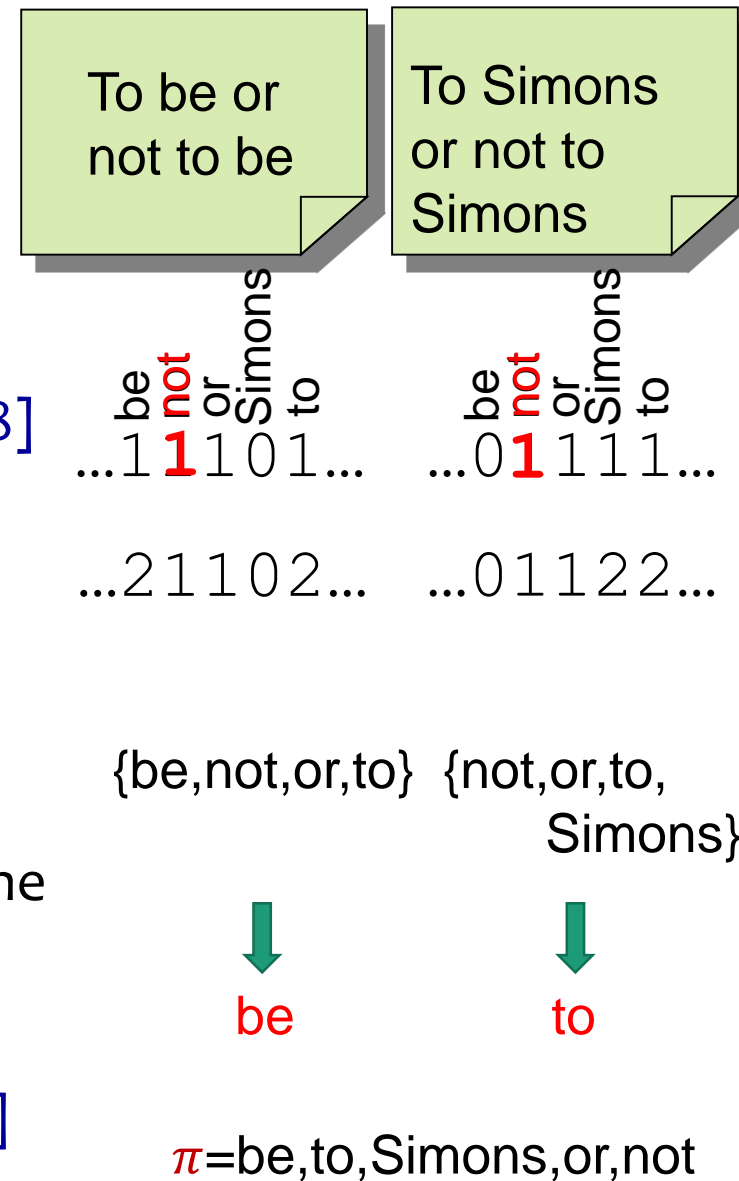 To be or
not to be
To Simons
or not to
Simons
be
not
or
Simons
to
be
not
or
Simons
to
8]
...11101... ...01111...
...21102... ...01122...
{be,not,or,to} {not,or,to,
Simons}
ne
be to
]
π=be,to,Simons,or,not